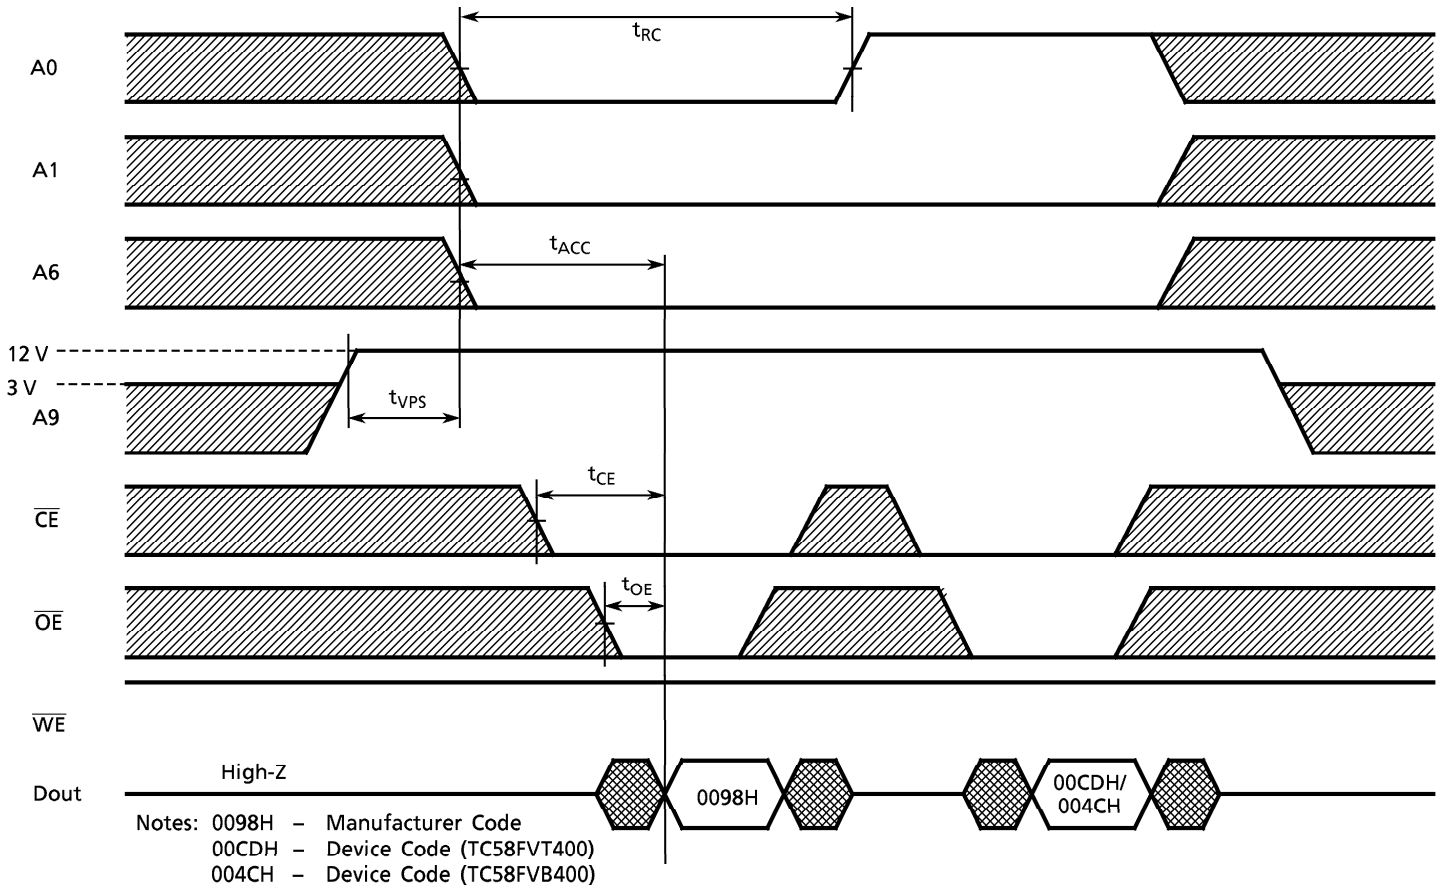 tRC
A0
A1
tACC
A6
12 V
3 V
tVPS
A9
tCE
CE
tOE
OE
WE
High-Z
Dout
0098H
00CDH/
004CH
Notes: 0098H – Manufacturer Code
00CDH – Device Code (TC58FVT400)
004CH – Device Code (TC58FVB400)